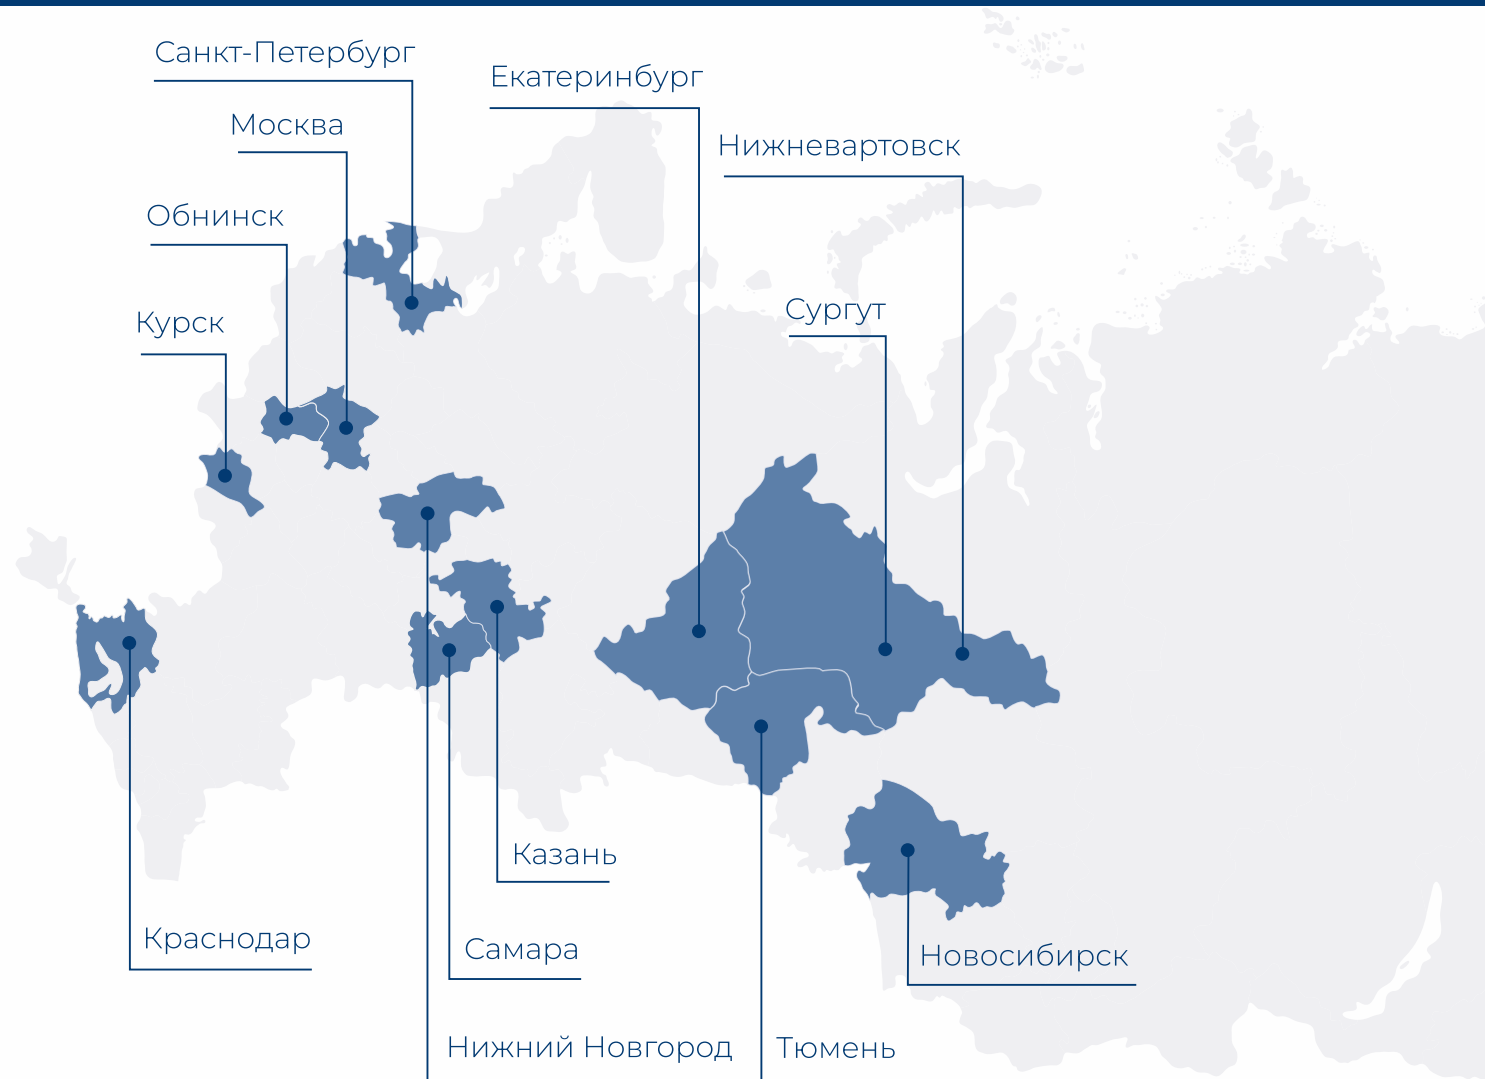 Санкт-Петербург
Екатеринбург
Москва
Нижневартовск
Обнинск
Сургут
Курск
Казань
Краснодар
Самара
Новосибирск
Нижний Новгород
Тюмень